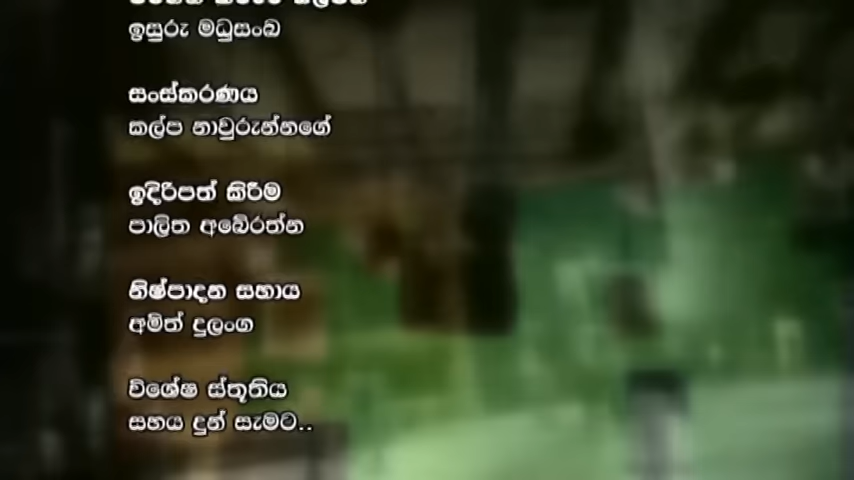 ඉසුරු මධුසංඛ
සංස්කරණය
කල්ප නාවුරුන්නගේ
ඉදිරිපත් කිරීම
පාලිත අබේරත්න
නිෂ්පාදන සහාය
අමිත් දුලංග
විශේෂ ස්තූතිය
සහය දුන් සැමට..